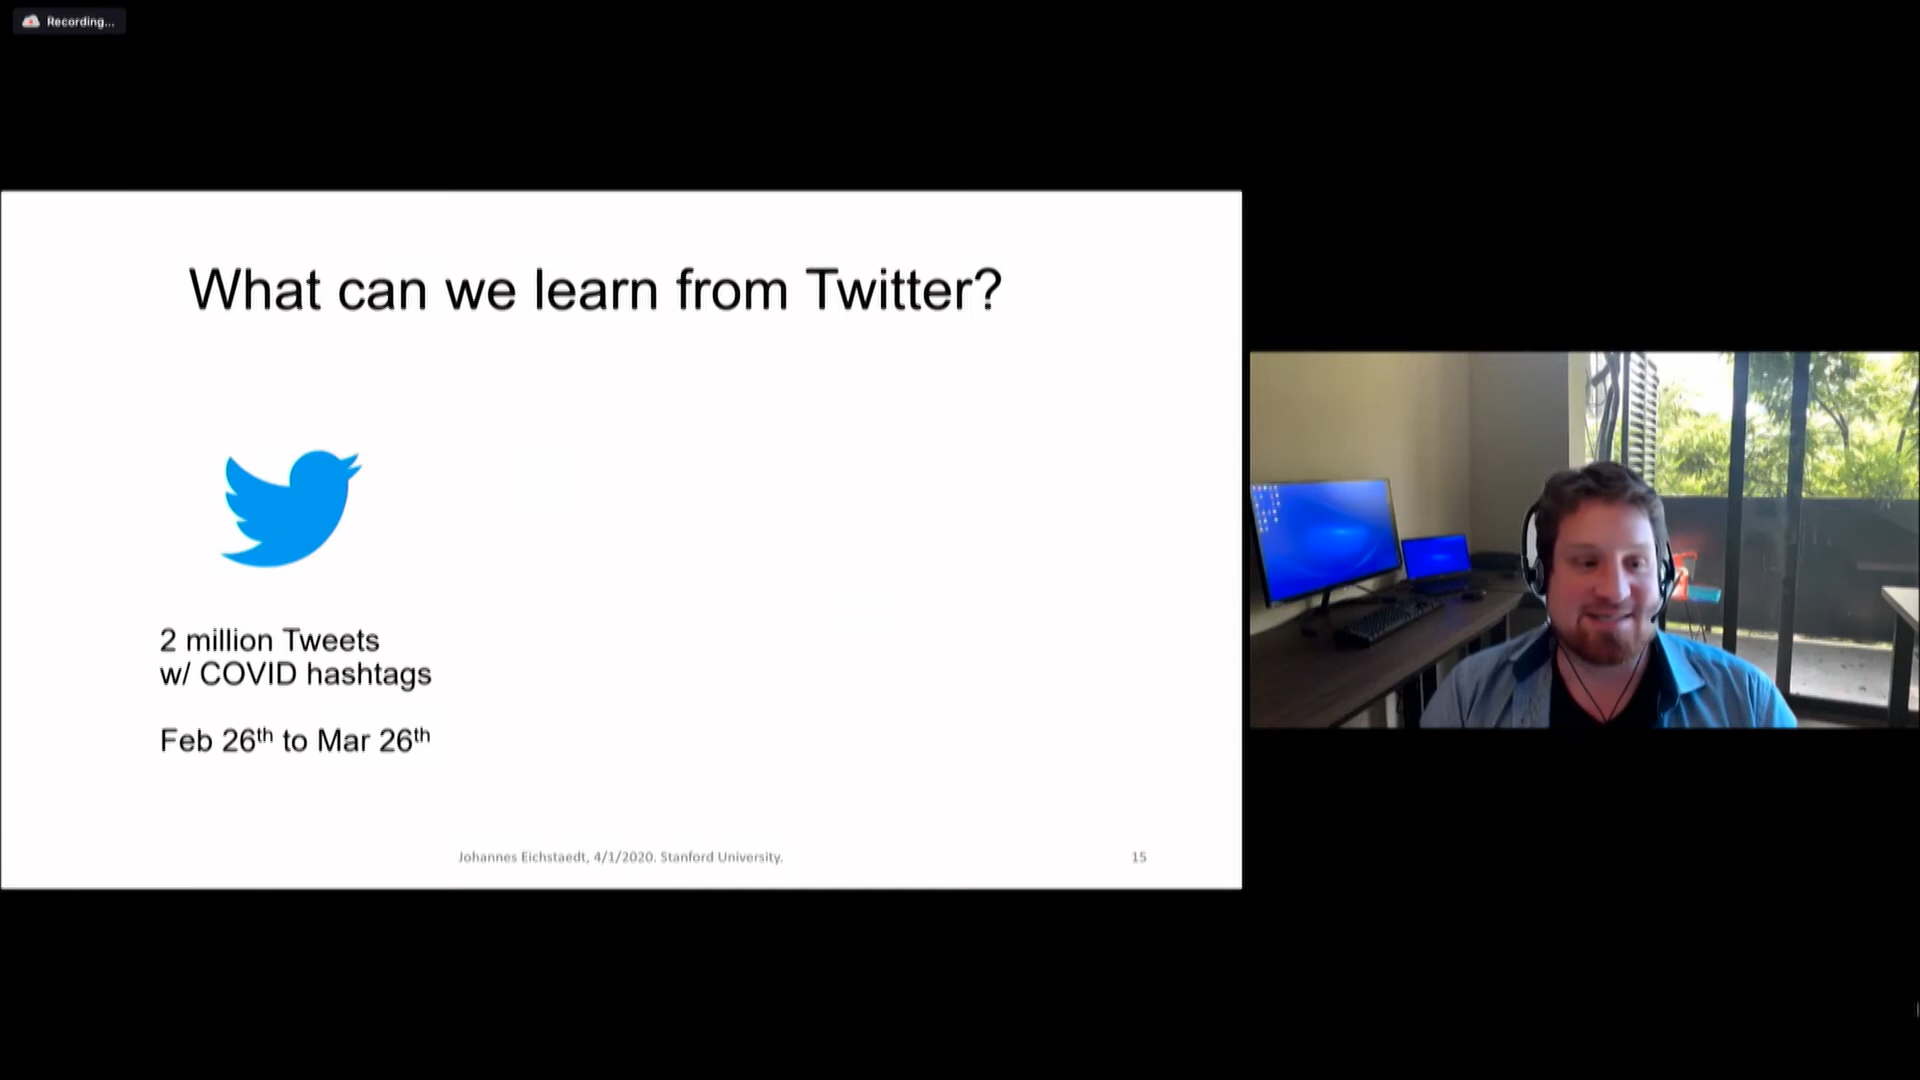 Recording...
What can we learn from Twitter?
2 million Tweets
w/ COVID hashtags
Feb 26th to Mar 26th
Johannes Eichstaedt, 4/1/2020. Stanford University.
15